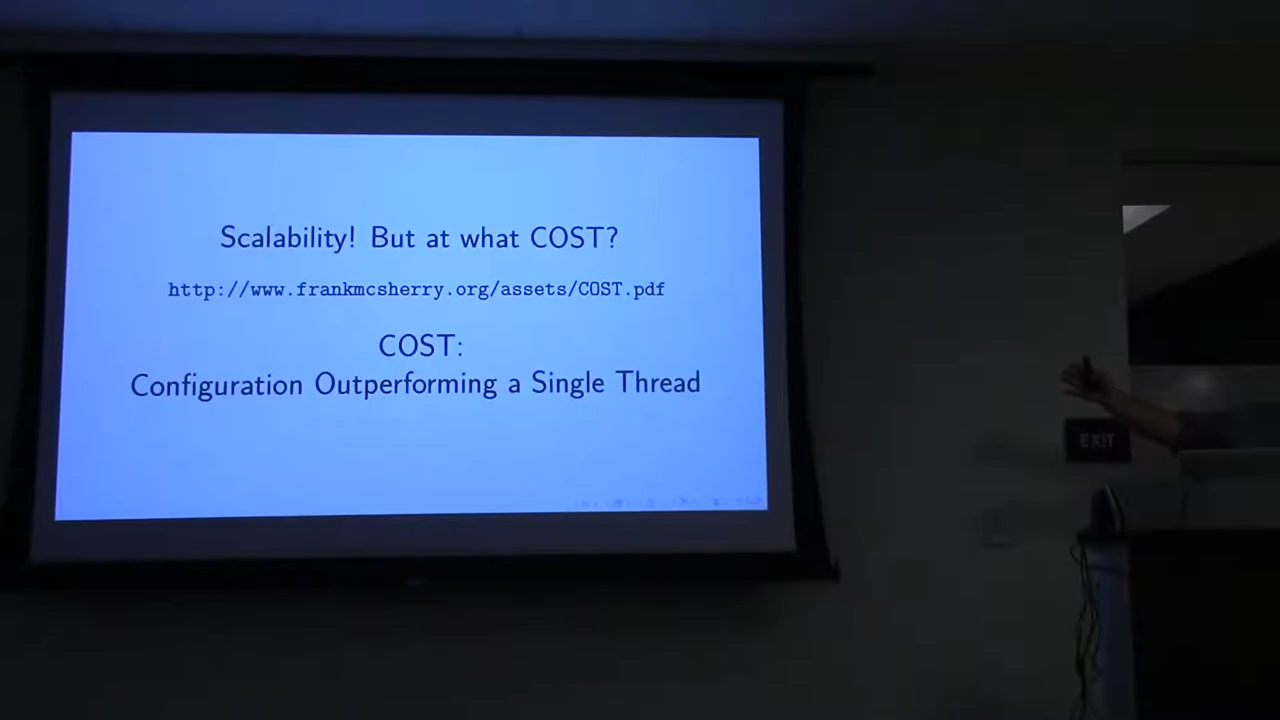 Scalability! But at what COST?
http://www.frankmcsherry.org/assets/COST.pdf
COST:
Configuration Outperforming a Single Thread
EXIT